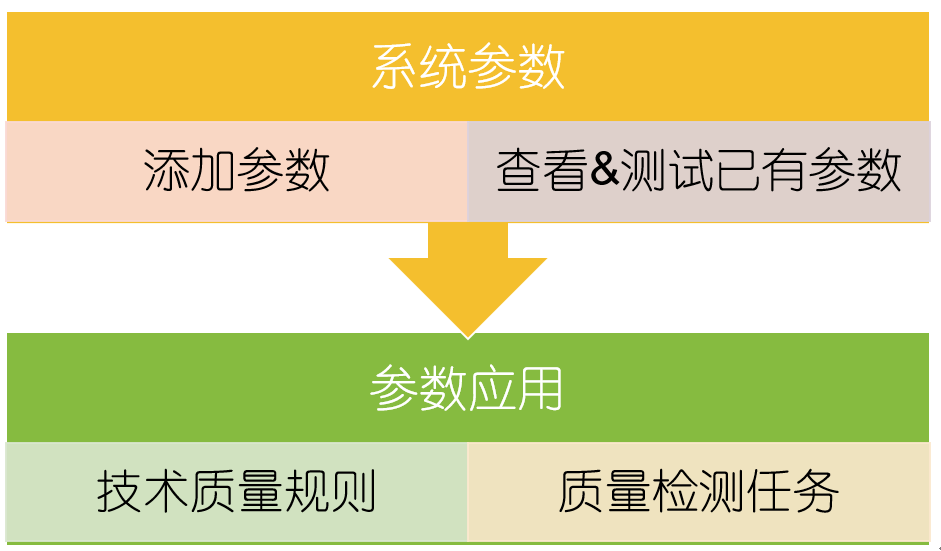 系统参数
添加参数
查看&测试已有参数
参数应用
技术质量规则
质量检测任务